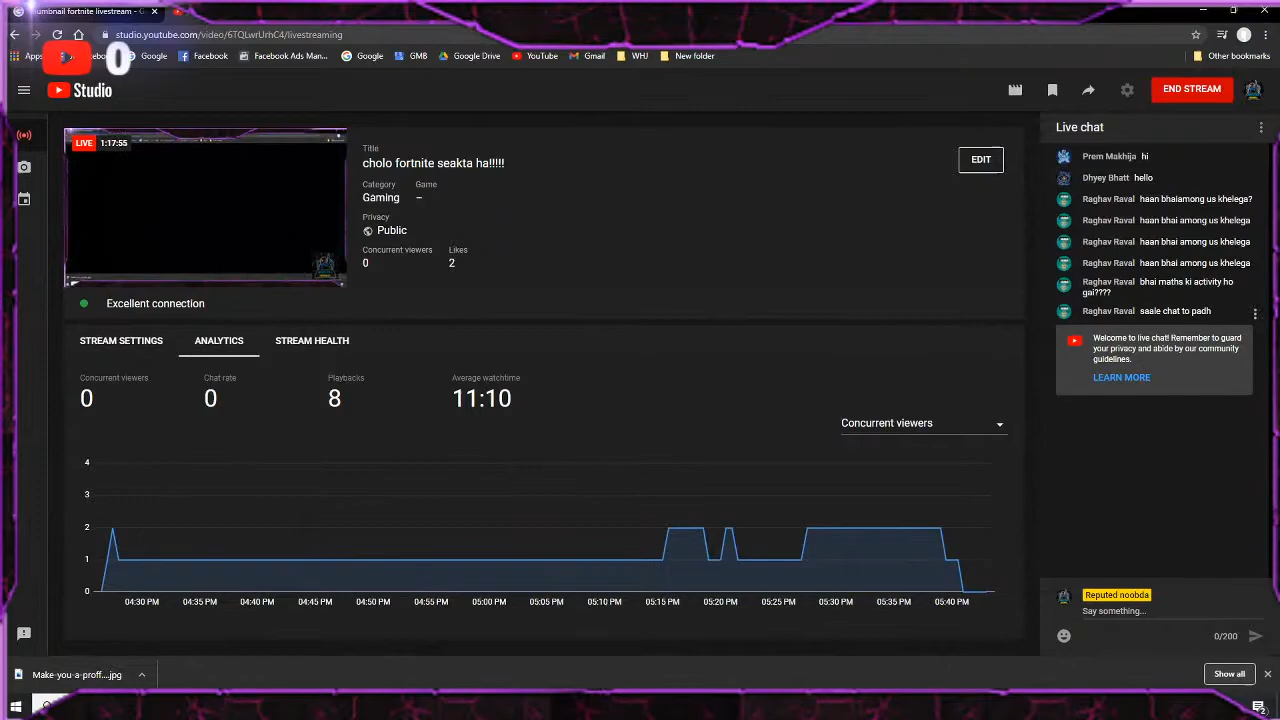 humbnail fortnite livestream - G
studio.youtube.com/video/6TQLwrUrhC4/livestreaming
0
Apps
Google
Facebook
Facebook Ads Man...
Google
GMB
Google Drive
YouTube
Gmail
WHJ
New folder
Other bookmarks
Studio
END STREAM
LIVE 1:17:55
Title
cholo fortnite seakta ha!!!!!
EDIT
Category Game
Gaming –
Privacy
Public
Concurrent viewers Likes
0 2
Excellent connection
STREAM SETTINGS ANALYTICS STREAM HEALTH
Concurrent viewers Chat rate Playbacks Average watchtime
0 0 8 11:10
Concurrent viewers
4
3
2
1
0
04:30 PM 04:35 PM 04:40 PM 04:45 PM 04:50 PM 04:55 PM 05:00 PM 05:05 PM 05:10 PM 05:15 PM 05:20 PM 05:25 PM 05:30 PM 05:35 PM 05:40 PM
Live chat
Prem Makhija hi
Dhyey Bhatt hello
Raghav Raval haan bhaiamong us khelega?
Raghav Raval haan bhai among us khelega
Raghav Raval haan bhai among us khelega
Raghav Raval haan bhai among us khelega
Raghav Raval bhai maths ki activity ho
gai????
Raghav Raval saale chat to padh
Welcome to live chat! Remember to guard
your privacy and abide by our community
guidelines.
LEARN MORE
Reputed noobda
Say something...
0/200
Make-you-a-proff....jpg
Show all
2